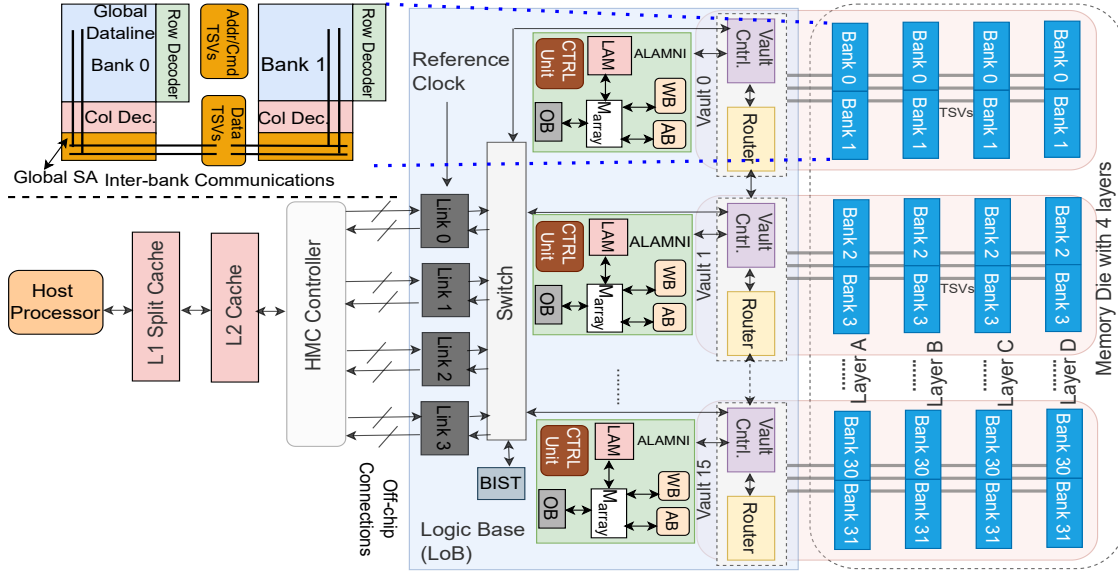 Global
Dataline
Bank 0
Row Decoder
Col Dec.
Addr/Cmd
TSVs
Data
TSVs
Bank 1
Row Decoder
Col Dec.
Global SA
Inter-bank Communications
Host
Processor
L1 Split Cache
L2 Cache
HMC Controller
Off-chip
Connections
Reference
Clock
Link 0
Link 1
Link 2
Link 3
Switch
BIST
Logic Base
(LoB)
CTRL
Unit
LAM
ALAMNI
OB
Marray
WB
AB
Vault 0
Vault
Cntrl.
Router
CTRL
Unit
LAM
ALAMNI
OB
Marray
WB
AB
Vault 1
Vault
Cntrl.
Router
......
CTRL
Unit
LAM
ALAMNI
OB
Marray
WB
AB
Vault 15
Vault
Cntrl.
Router
Bank 0
Bank 1
Bank 0
Bank 1
Bank 0
Bank 1
Bank 0
Bank 1
TSVs
Bank 2
Bank 3
Bank 2
Bank 3
Bank 2
Bank 3
Bank 2
Bank 3
TSVs
......Layer A
......Layer B
......Layer C
......Layer D
Bank 30
Bank 31
Bank 30
Bank 31
Bank 30
Bank 31
Bank 30
Bank 31
Memory Die with 4 layers